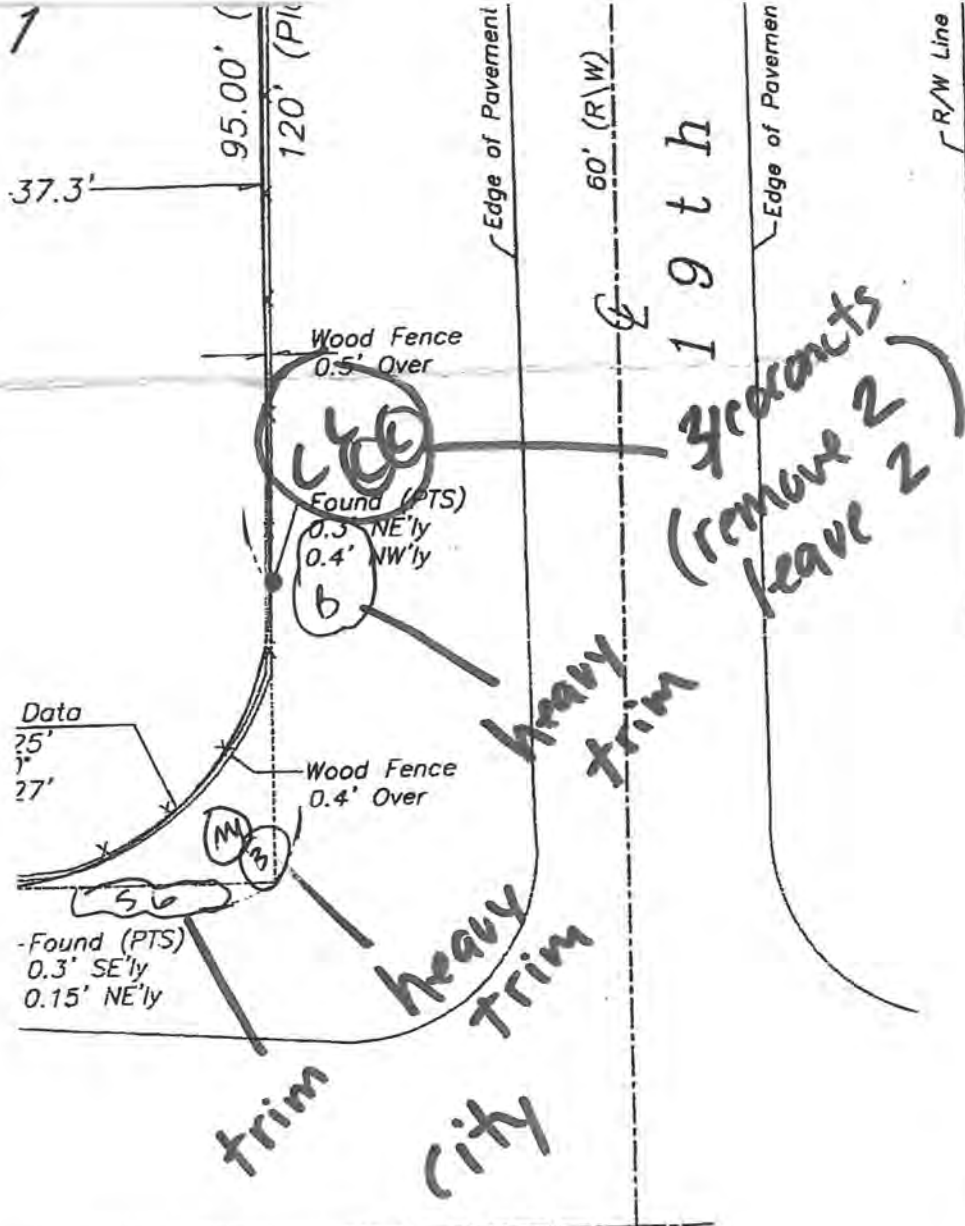 1
95.00' (
120' (Pl
37.3'
Edge of Pavement
60' (R\W)
19th
Edge of Pavemen
R/W Line
Wood Fence
0.5' Over
L L C C
Found (PTS)
0.3' NE'ly
0.4' NW'ly
b
(remove 2
leave 2)
heavy
trim
Data
25'
27'
Wood Fence
0.4' Over
M
3
5 6
Found (PTS)
0.3' SE'ly
0.15' NE'ly
heavy
trim
trim
City